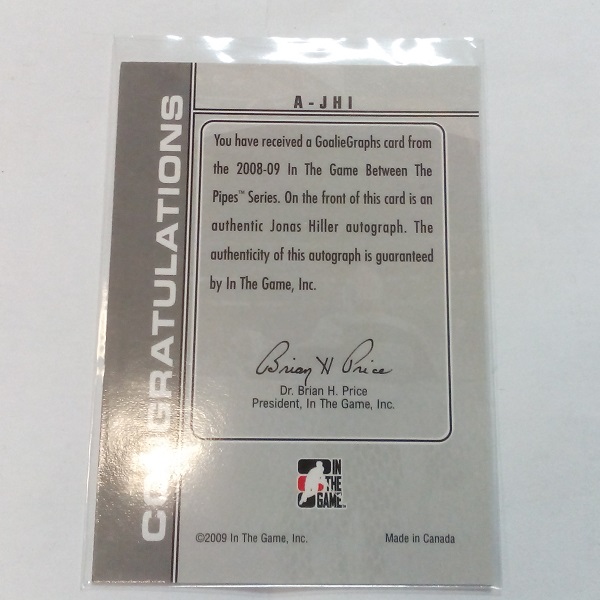 CONGRATULATIONS
A-JHI
You have received a GoalieGraphs card from
the 2008-09 In The Game Between The
Pipes™ Series. On the front of this card is an
authentic Jonas Hiller autograph. The
authenticity of this autograph is guaranteed
by In The Game, Inc.
Brian H Price
Dr. Brian H. Price
President, In The Game, Inc.
IN
THE
GAME
©2009 In The Game, Inc.
Made in Canada